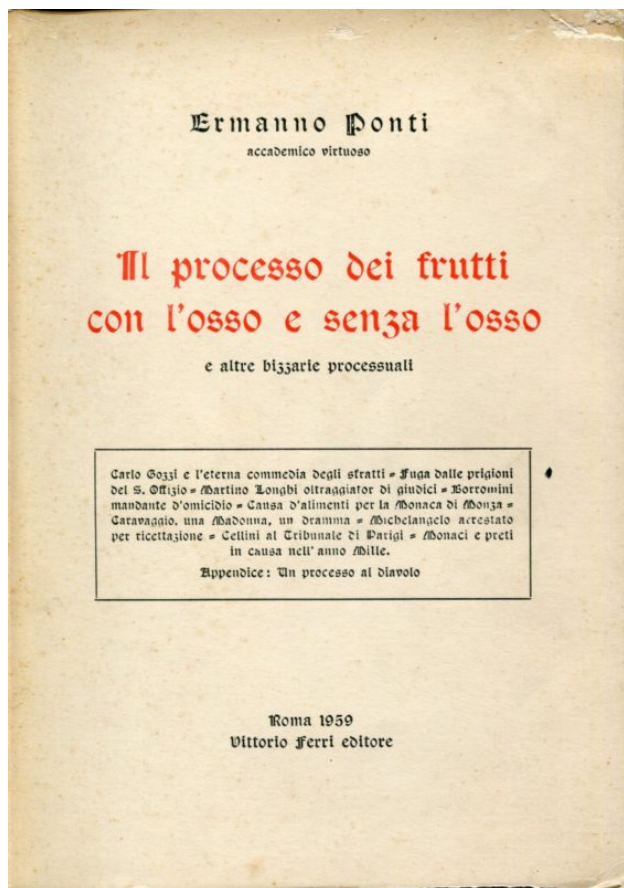 Ermanno Ponti
accademico virtuoso
Il processo dei frutti
con l'osso e senza l'osso
e altre bizzarie processuali
Carlo Gozzi e l'eterna commedia degli sfratti = Fuga dalle prigioni
del S. Offizio = Martino Longhi oltraggiator di giudici = Borromini
mandante d'omicidio = Causa d'alimenti per la Monaca di Monza =
Caravaggio, una Madonna, un dramma = Michelangelo arrestato
per ricettazione = Cellini al Tribunale di Parigi = Monaci e preti
in causa nell'anno Mille.
Appendice: Un processo al diavolo
Roma 1959
Vittorio Ferri editore